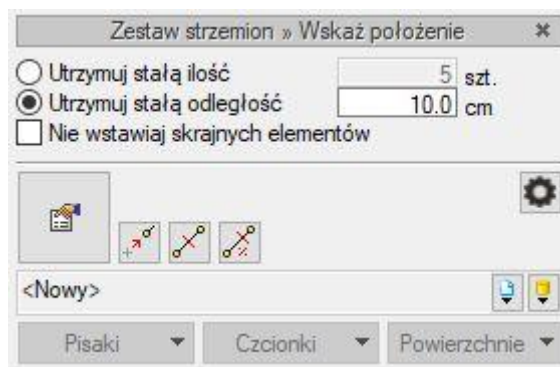 Zestaw strzemion » Wskaż położenie
Utrzymuj stałą ilość 5 szt.
Utrzymuj stałą odległość 10.0 cm
Nie wstawiaj skrajnych elementów
<Nowy>
Pisaki Czcionki Powierzchnie